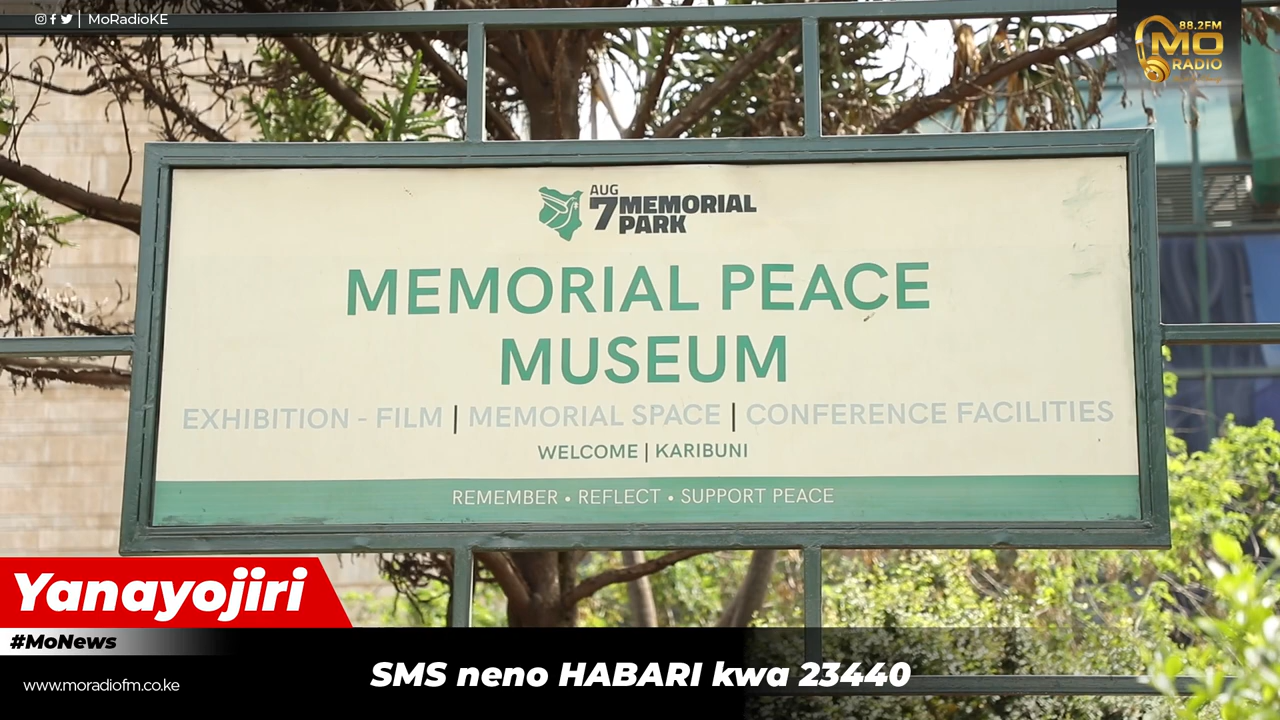 MoRadioKE
88.2FM
MO
RADIO
AUG
7 MEMORIAL
PARK
MEMORIAL PEACE
MUSEUM
EXHIBITION - FILM | MEMORIAL SPACE | CONFERENCE FACILITIES
WELCOME | KARIBUNI
REMEMBER • REFLECT • SUPPORT PEACE
Yanayojiri
#MoNews
SMS neno HABARI kwa 23440
www.moradiofm.co.ke